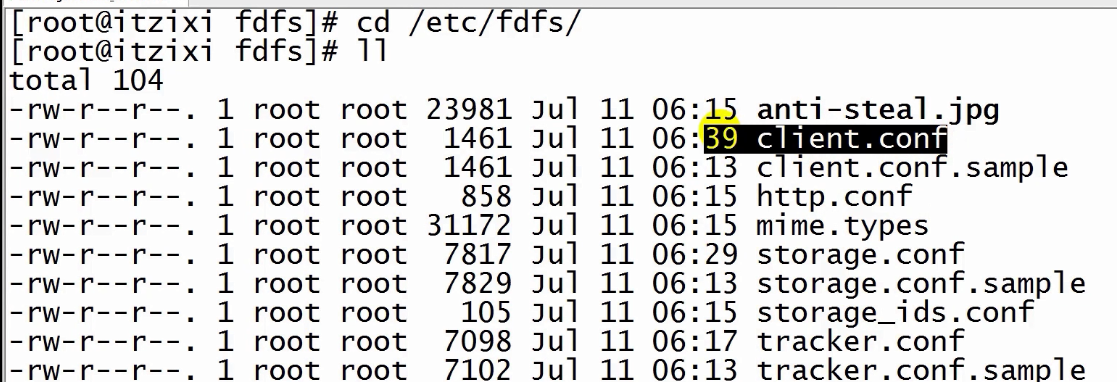 [root@itzixi fdfs]# cd /etc/fdfs/
[root@itzixi fdfs]# ll
total 104
-rw-r--r--. 1 root root 23981 Jul 11 06:15 anti-steal.jpg
-rw-r--r--. 1 root root  1461 Jul 11 06:39 client.conf
-rw-r--r--. 1 root root  1461 Jul 11 06:13 client.conf.sample
-rw-r--r--. 1 root root   858 Jul 11 06:15 http.conf
-rw-r--r--. 1 root root 31172 Jul 11 06:15 mime.types
-rw-r--r--. 1 root root  7817 Jul 11 06:29 storage.conf
-rw-r--r--. 1 root root  7829 Jul 11 06:13 storage.conf.sample
-rw-r--r--. 1 root root   105 Jul 11 06:15 storage_ids.conf
-rw-r--r--. 1 root root  7098 Jul 11 06:17 tracker.conf
-rw-r--r--. 1 root root  7102 Jul 11 06:13 tracker.conf.sample